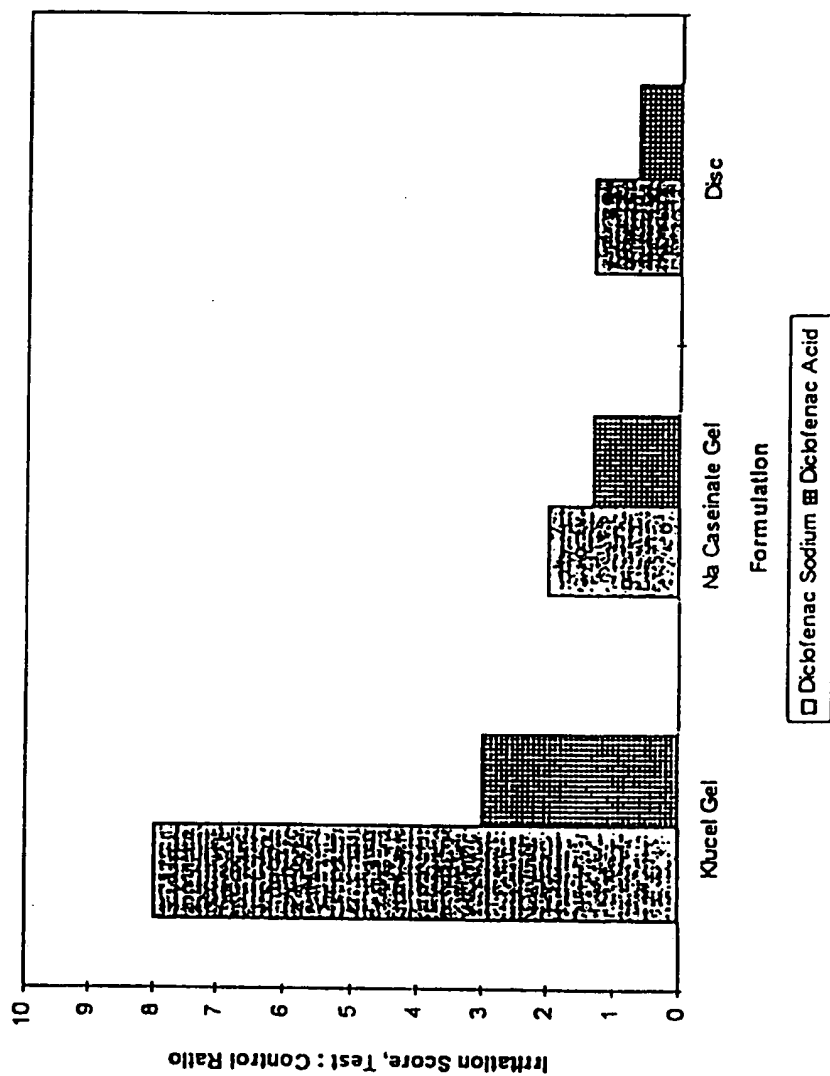 Irritation Score, Test : Control Ratio
10
9
8
7
6
5
4
3
2
1
0
Klucel Gel
Na Caseinate Gel
Disc
Formulation
Diclofenac Sodium Diclofenac Acid